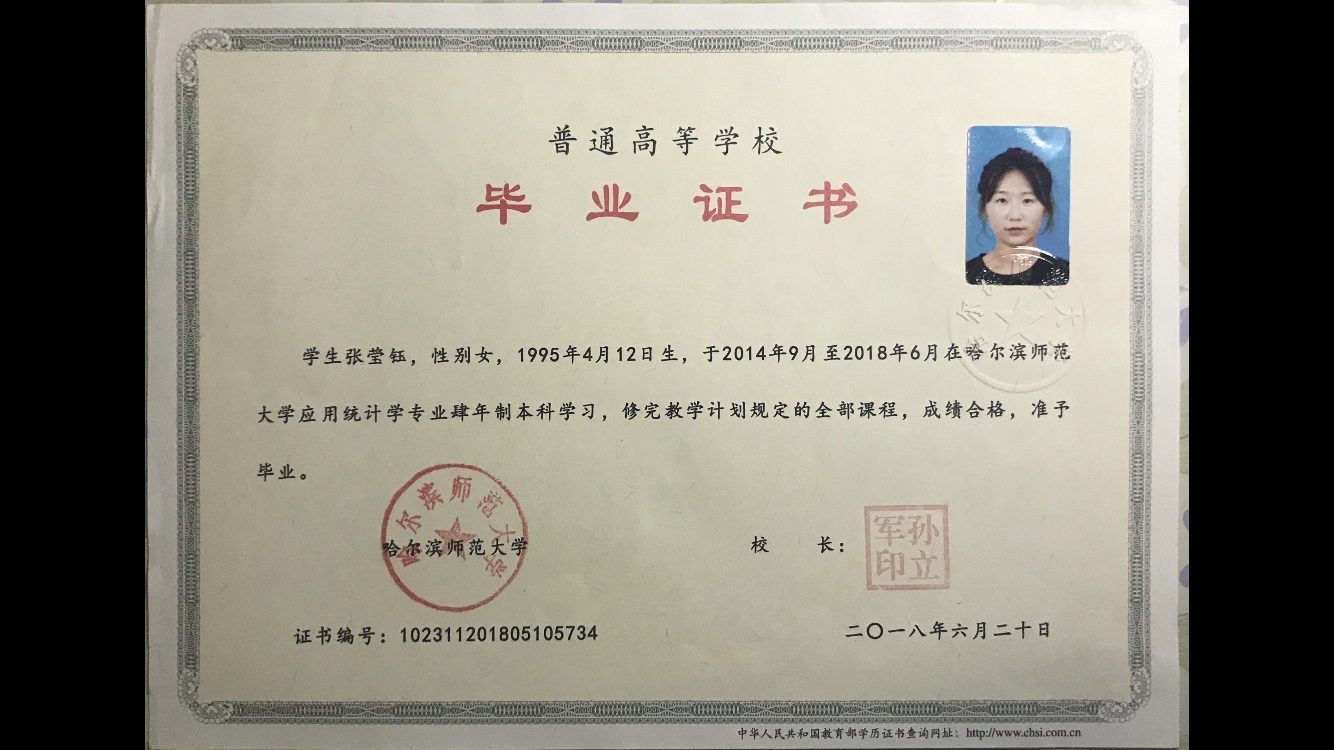 普通高等学校
毕业证书
学生张莹钰，性别女，1995年4月12日生，于2014年9月至2018年6月在哈尔滨师范
大学应用统计学专业肆年制本科学习，修完教学计划规定的全部课程，成绩合格，准予
毕业。
哈尔滨师范大学
哈尔滨师范大学
校 长：
孙立军印
证书编号：102311201805105734
二〇一八年六月二十日
中华人民共和国教育部学历证书查询网址：http://www.chsi.com.cn